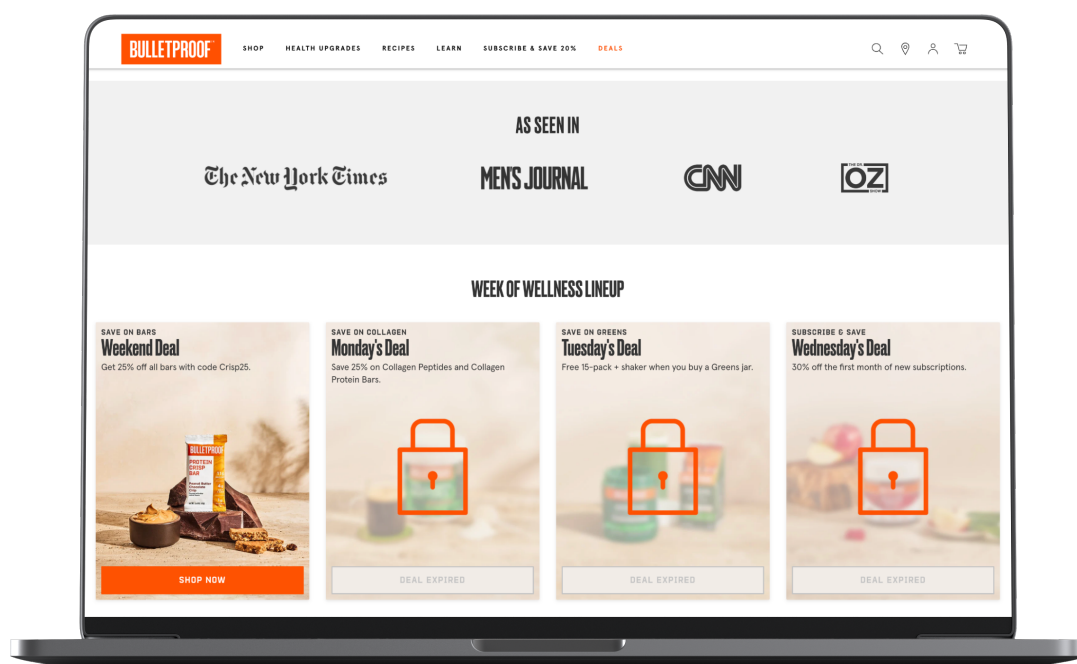 BULLETPROOF
SHOP HEALTH UPGRADES RECIPES LEARN SUBSCRIBE & SAVE 20% DEALS
AS SEEN IN
The New York Times
MEN'S JOURNAL
CNN
THE DR.
OZ
SHOW
WEEK OF WELLNESS LINEUP
SAVE ON BARS
Weekend Deal
Get 25% off all bars with code Crisp25.
BULLETPROOF
PROTEIN
CRISP
BAR
SHOP NOW
SAVE ON COLLAGEN
Monday's Deal
Save 25% on Collagen Peptides and Collagen
Protein Bars.
DEAL EXPIRED
SAVE ON GREENS
Tuesday's Deal
Free 15-pack + shaker when you buy a Greens jar.
DEAL EXPIRED
SUBSCRIBE & SAVE
Wednesday's Deal
30% off the first month of new subscriptions.
DEAL EXPIRED